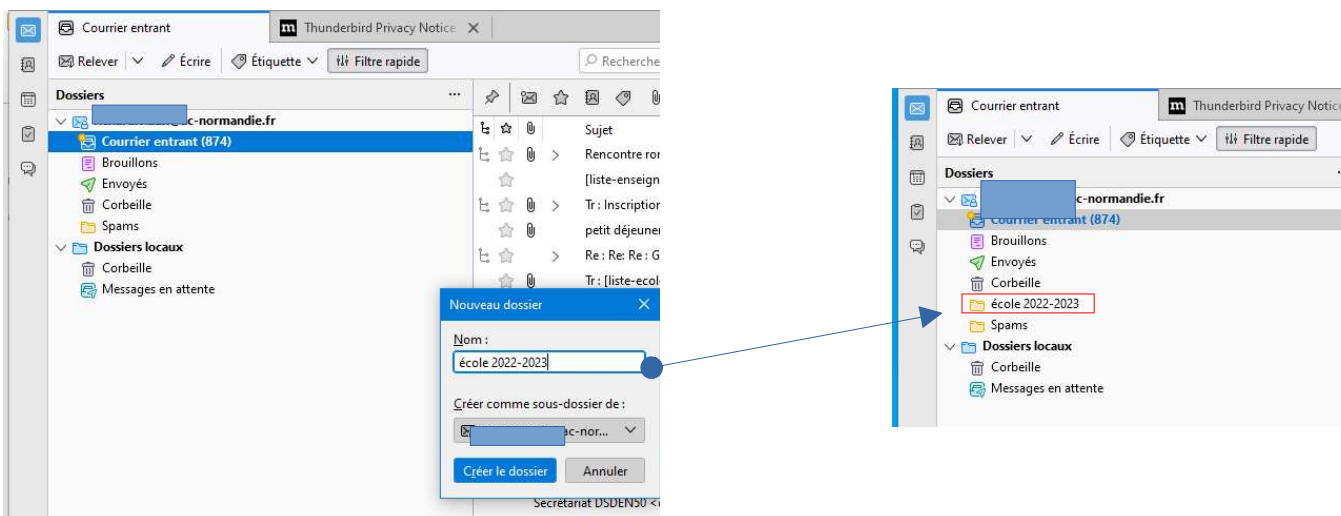 Courrier entrant
m Thunderbird Privacy Notice
Relever Écrire Étiquette Filtre rapide
Recherche
Dossiers
c-normandie.fr
Courrier entrant (874)
Brouillons
Envoyés
Corbeille
Spams
Dossiers locaux
Corbeille
Messages en attente
Sujet
Rencontre ror
[liste-enseign
Tr : Inscription
petit déjeuner
Re : Re: Re : G
Tr : [liste-ecol
Nouveau dossier
Nom :
école 2022-2023
Créer comme sous-dossier de :
ac-nor...
Créer le dossier Annuler
Secrétariat DSDEN50 <
Courrier entrant
m Thunderbird Privacy Notic
Relever Écrire Étiquette Filtre rapide
Dossiers
c-normandie.fr
Courrier entrant (874)
Brouillons
Envoyés
Corbeille
école 2022-2023
Spams
Dossiers locaux
Corbeille
Messages en attente